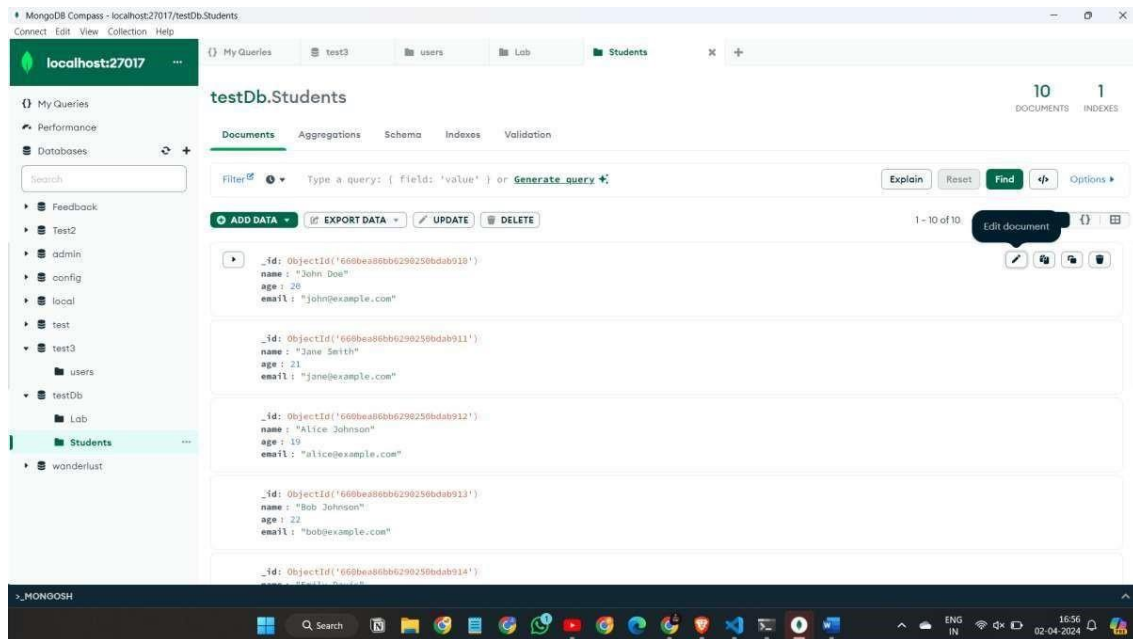 MongoDB Compass - localhost:27017/testDb.Students
Connect Edit View Collection Help
localhost:27017 ...
{} My Queries
Performance
Databases
Search
Feedback
Test2
admin
config
local
test
test3
users
testDb
Lab
Students ...
wanderlust
{} My Queries test3 users Lab Students
testDb.Students
10 DOCUMENTS 1 INDEXES
Documents Aggregations Schema Indexes Validation
Filter Type a query: { field: 'value' } or Generate query Explain Reset Find </> Options
ADD DATA EXPORT DATA UPDATE DELETE 1 - 10 of 10 Edit document {}
_id: ObjectId('660bea86bb6290250bdab910')
name : "John Doe"
age : 20
email : "john@example.com"
_id: ObjectId('660bea86bb6290250bdab911')
name : "Jane Smith"
age : 21
email : "jane@example.com"
_id: ObjectId('660bea86bb6290250bdab912')
name : "Alice Johnson"
age : 19
email : "alice@example.com"
_id: ObjectId('660bea86bb6290250bdab913')
name : "Bob Johnson"
age : 22
email : "bob@example.com"
_id: ObjectId('660bea86bb6290250bdab914')
>_MONGOSH
Search ENG 16:56
IN 02-04-2024